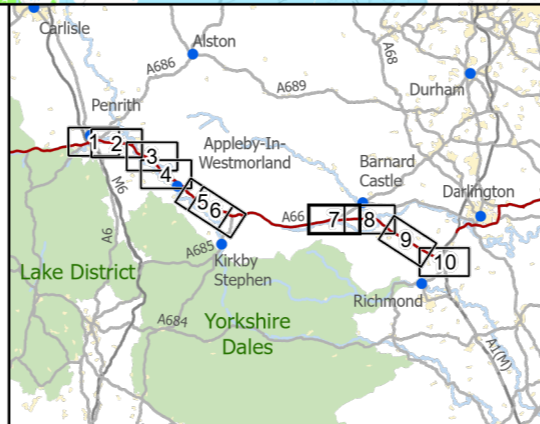 Carlisle
Alston
A68
A686
A689
Durham
Penrith
Appleby-In-
Westmorland
Barnard
Castle
Darlington
1
2
3
4
5
6
7
8
9
10
M6
A66
A6
A685
Kirkby
Stephen
Lake District
Richmond
A684
Yorkshire
Dales
A1(M)